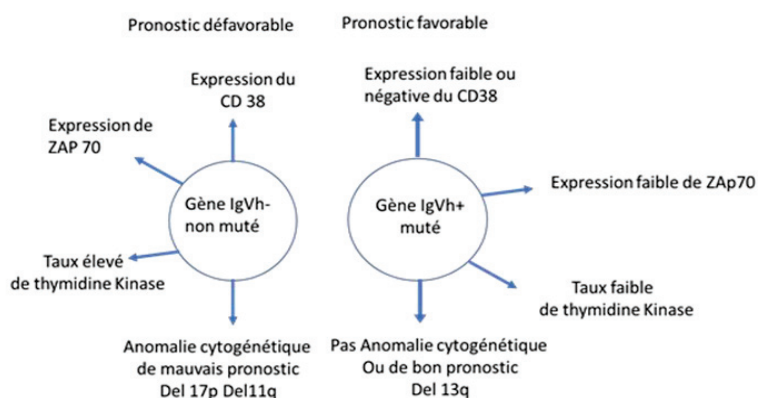 Pronostic défavorable
Pronostic favorable
Expression du
CD 38
Expression de
ZAP 70
Gène IgVh-
non muté
Taux élevé
de thymidine Kinase
Anomalie cytogénétique
de mauvais pronostic
Del 17p Del11q
Expression faible ou
négative du CD38
Gène IgVh+
muté
Expression faible de ZAp70
Taux faible
de thymidine Kinase
Pas Anomalie cytogénétique
Ou de bon pronostic
Del 13q